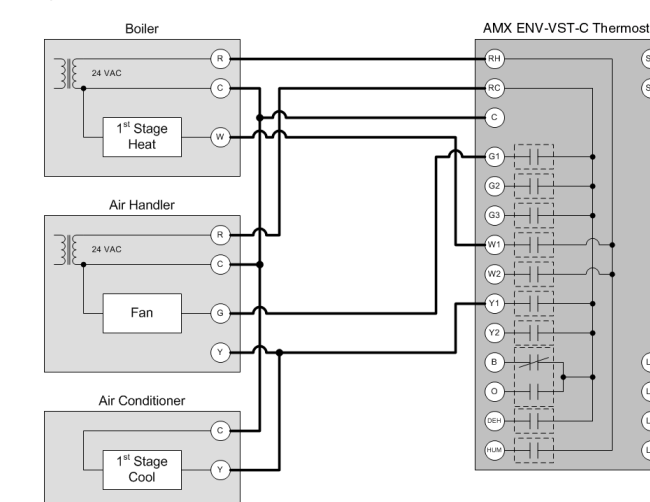 Boiler
AMX ENV-VST-C Thermost
R
24 VAC
C
1st Stage
Heat
W
Air Handler
R
24 VAC
C
Fan
G
Y
Air Conditioner
C
1st Stage
Cool
Y
RH
RC
C
G1
G2
G3
W1
W2
Y1
Y2
B
O
DEH
HUM
S
S
L
L
L
L